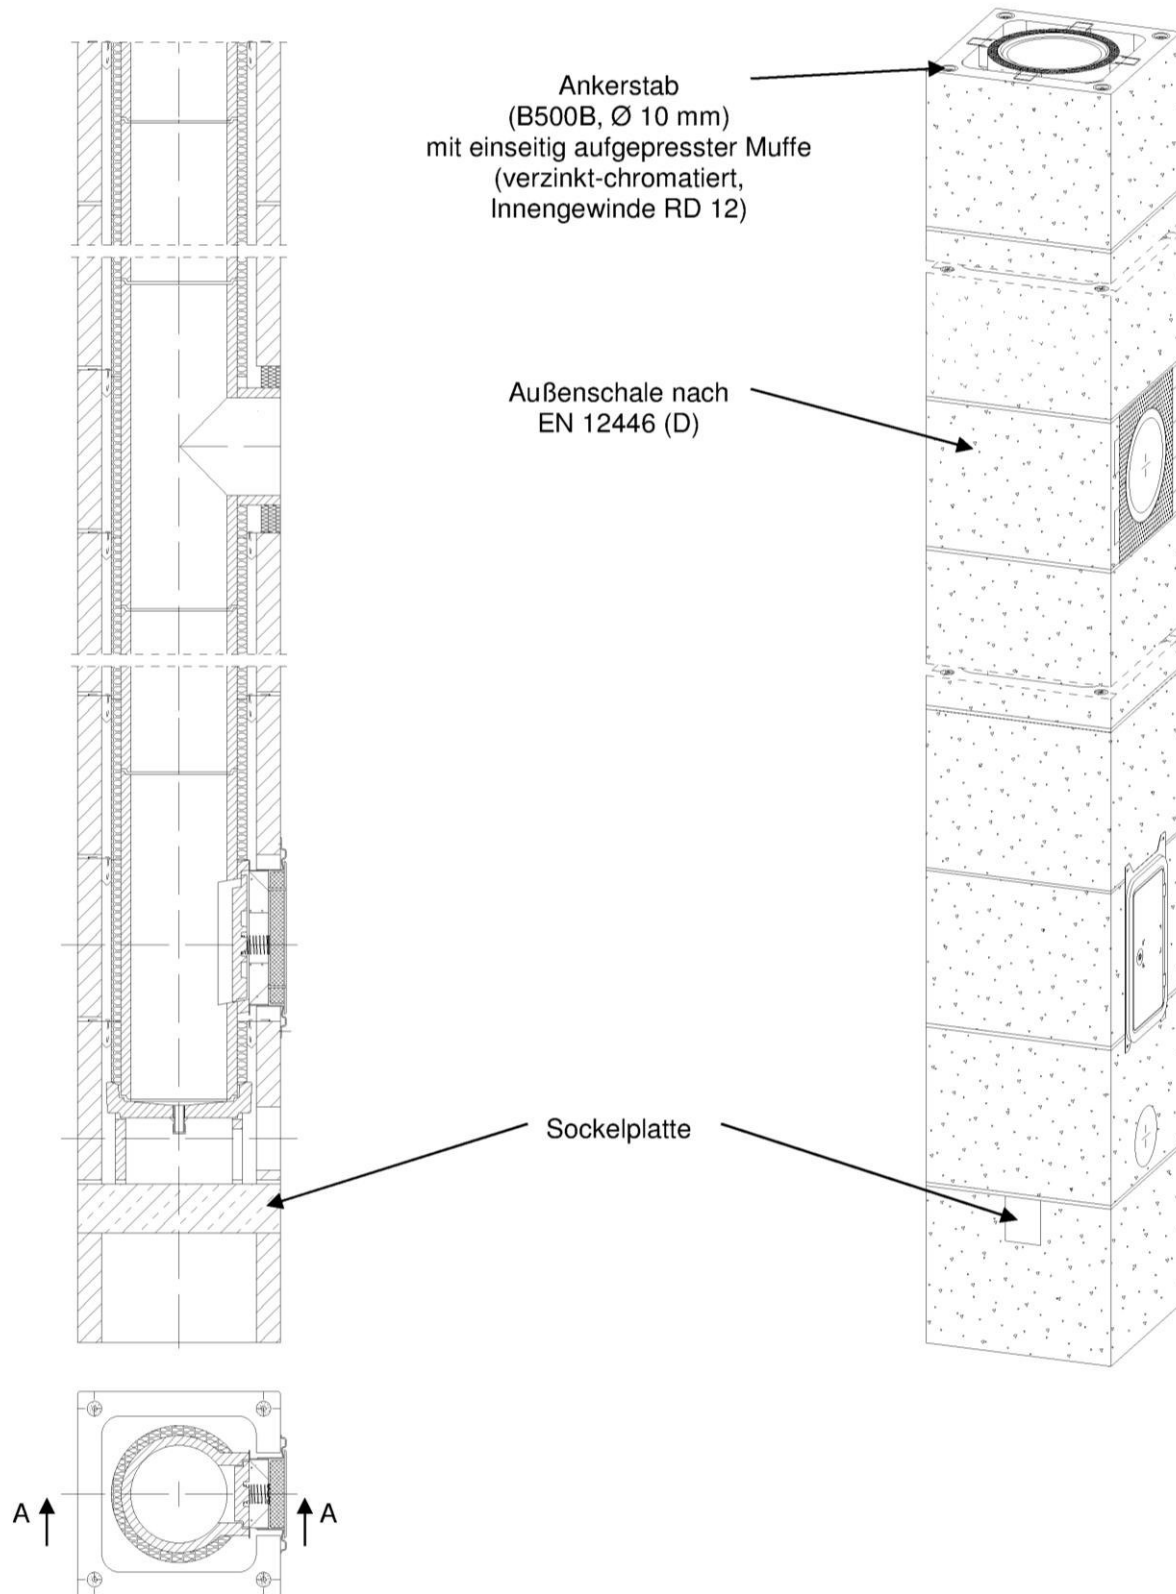 Ankerstab
(B500B, Ø 10 mm)
mit einseitig aufgepresster Muffe
(verzinkt-chromatiert,
Innengewinde RD 12)
Außenschale nach
EN 12446 (D)
Sockelplatte
A A